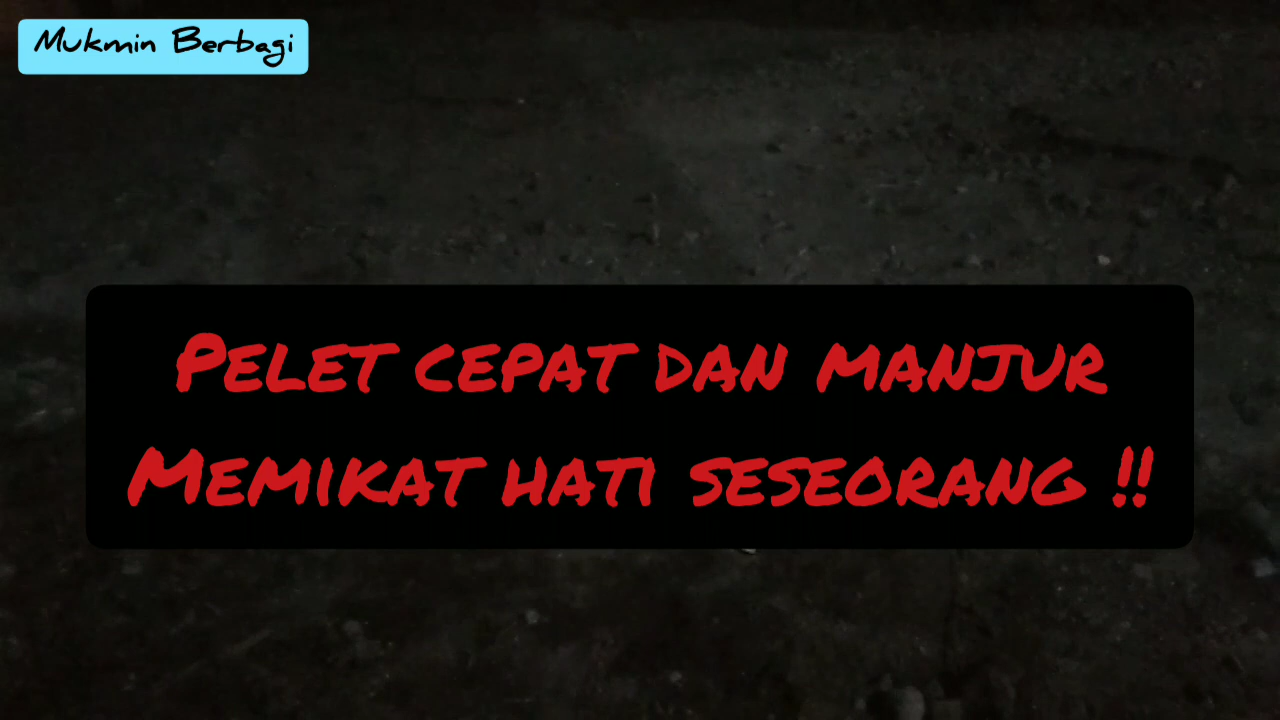 Mukmin Berbagi
Pelet cepat dan manjur
Memikat hati seseorang !!